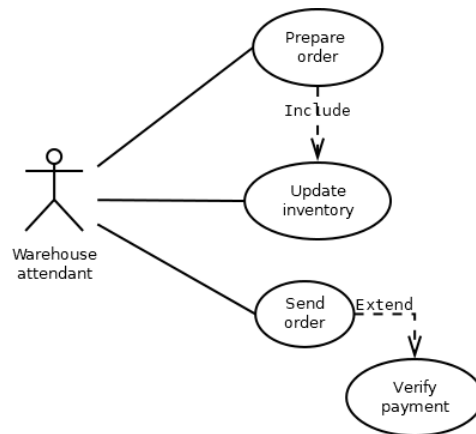 Prepare
order
Include
Update
inventory
Warehouse
attendant
Send
order
Extend
Verify
payment